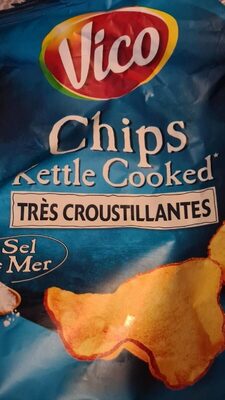 Vico
Chips
Kettle Cooked*
TRÈS CROUSTILLANTES
Sel
Mer